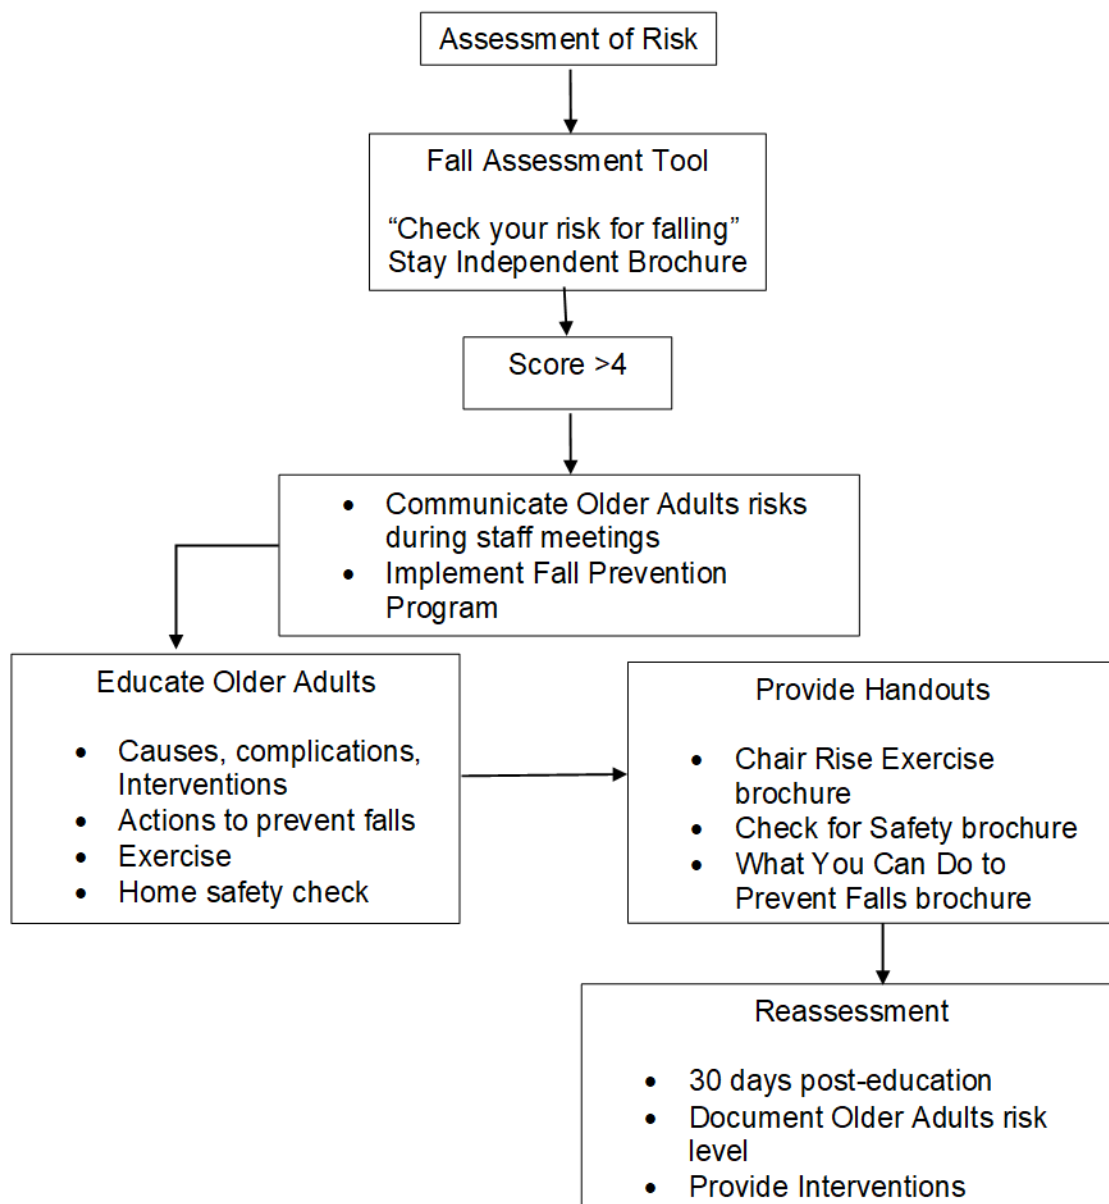 Assessment of Risk
Fall Assessment Tool
“Check your risk for falling”
Stay Independent Brochure
Score >4
• Communicate Older Adults risks
during staff meetings
• Implement Fall Prevention
Program
Educate Older Adults
• Causes, complications,
Interventions
• Actions to prevent falls
• Exercise
• Home safety check
Provide Handouts
• Chair Rise Exercise
brochure
• Check for Safety brochure
• What You Can Do to
Prevent Falls brochure
Reassessment
• 30 days post-education
• Document Older Adults risk
level
• Provide Interventions